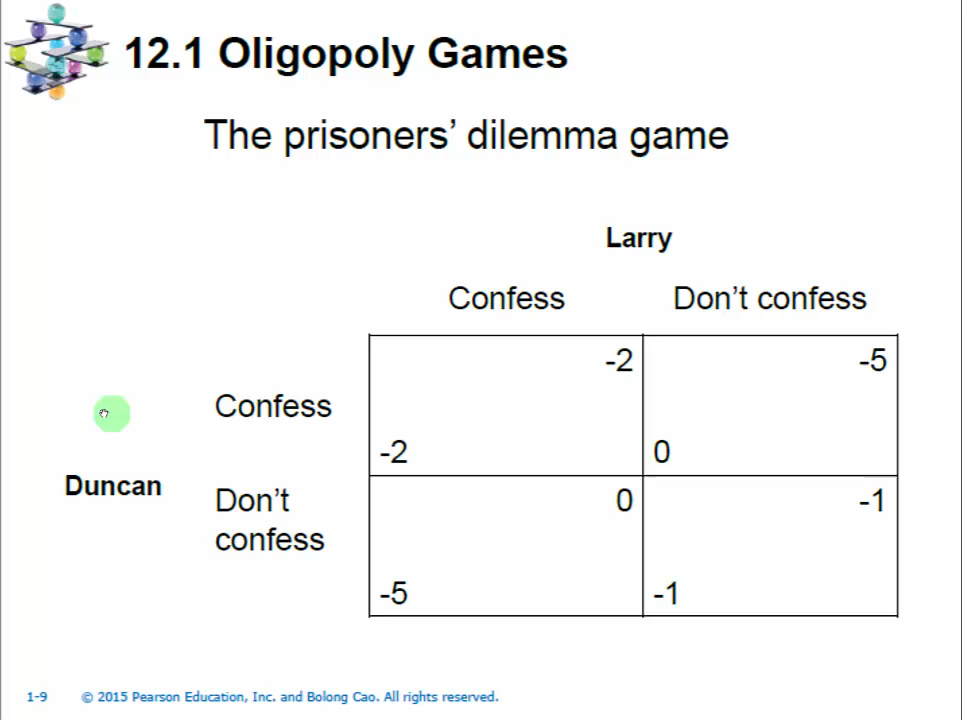 12.1 Oligopoly Games
The prisoners’ dilemma game
Larry
Confess Don’t confess
-2 -5
Confess
-2 0
Duncan
Don’t
confess
0 -1
-5 -1
1-9 © 2015 Pearson Education, Inc. and Bolong Cao. All rights reserved.